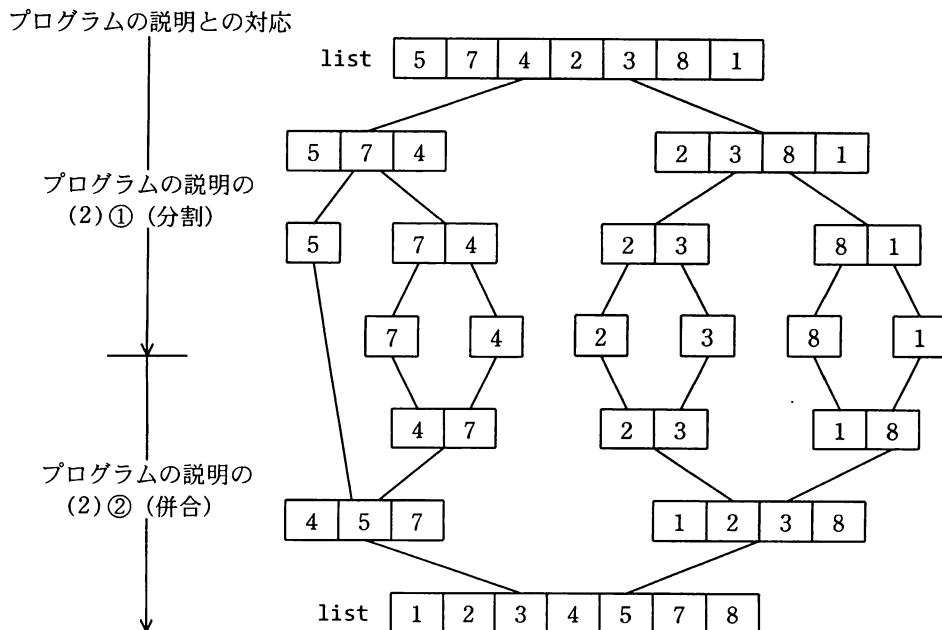 プログラムの説明との対応
list 5 7 4 2 3 8 1
5 7 4 2 3 8 1
プログラムの説明の
(2)①(分割)
5 7 4 2 3 8 1
7 4 2 3 8 1
4 7 2 3 1 8
プログラムの説明の
(2)②(併合)
4 5 7 1 2 3 8
list 1 2 3 4 5 7 8